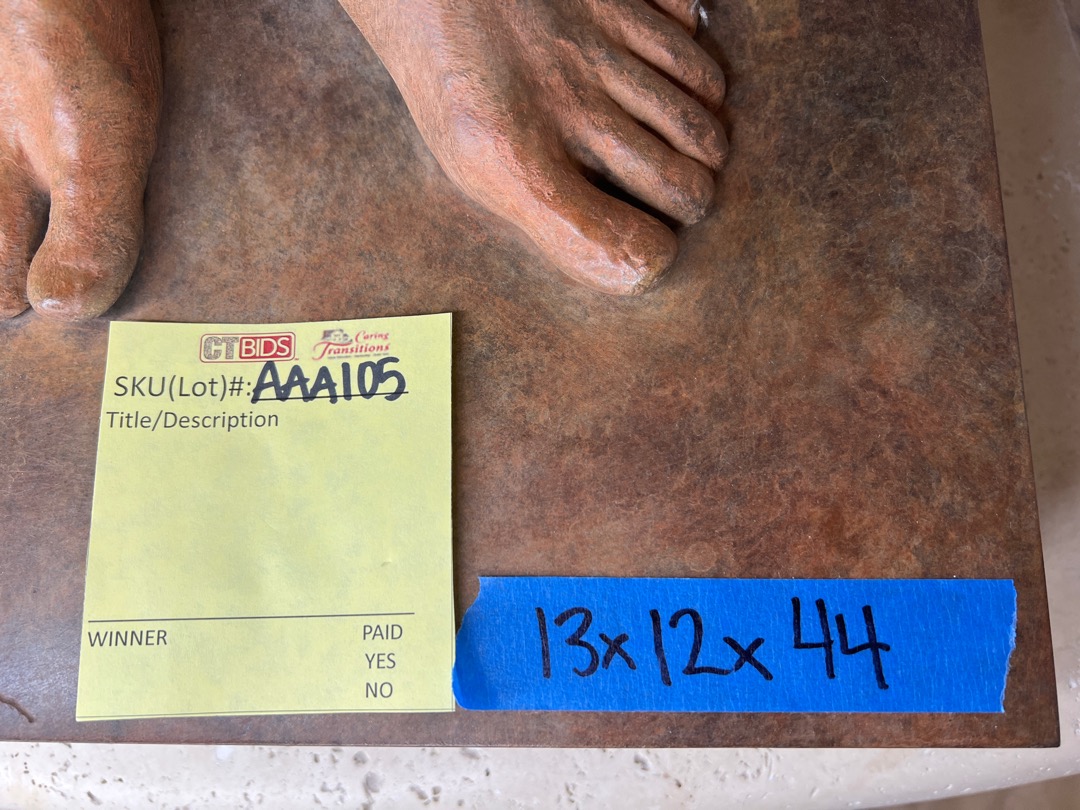 CTBIDS
Caring
Transitions
SKU(Lot)#:AAA105
Title/Description
WINNER
PAID
YES
NO
13x12x44